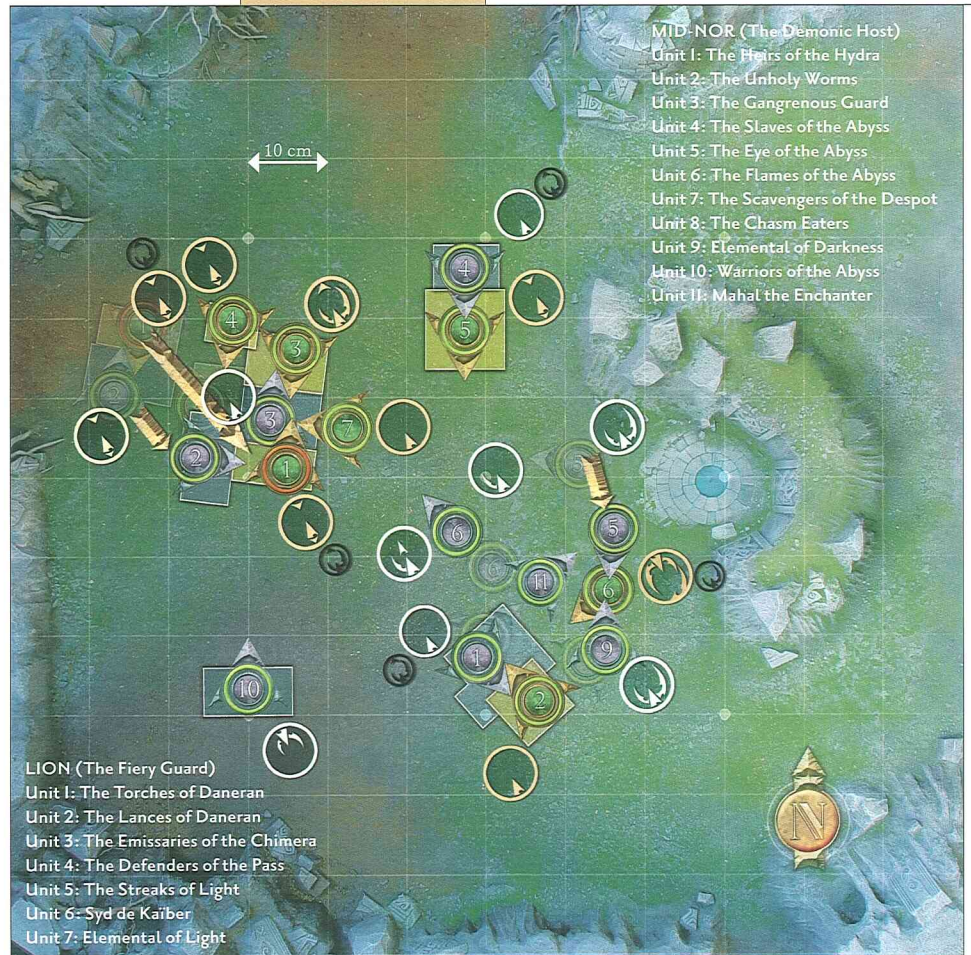 MID-NOR (The Demonic Host)
Unit 1: The Heirs of the Hydra
Unit 2: The Unholy Worms
Unit 3: The Gangrenous Guard
Unit 4: The Slaves of the Abyss
Unit 5: The Eye of the Abyss
Unit 6: The Flames of the Abyss
Unit 7: The Scavengers of the Despot
Unit 8: The Chasm Eaters
Unit 9: Elemental of Darkness
Unit 10: Warriors of the Abyss
Unit 11: Mahal the Enchanter
10 cm
4
4
3
5
3
7
2
1
6
5
6
11
6
1
9
2
10
N
LION (The Fiery Guard)
Unit 1: The Torches of Daneran
Unit 2: The Lances of Daneran
Unit 3: The Emissaries of the Chimera
Unit 4: The Defenders of the Pass
Unit 5: The Streaks of Light
Unit 6: Syd de Kaïber
Unit 7: Elemental of Light